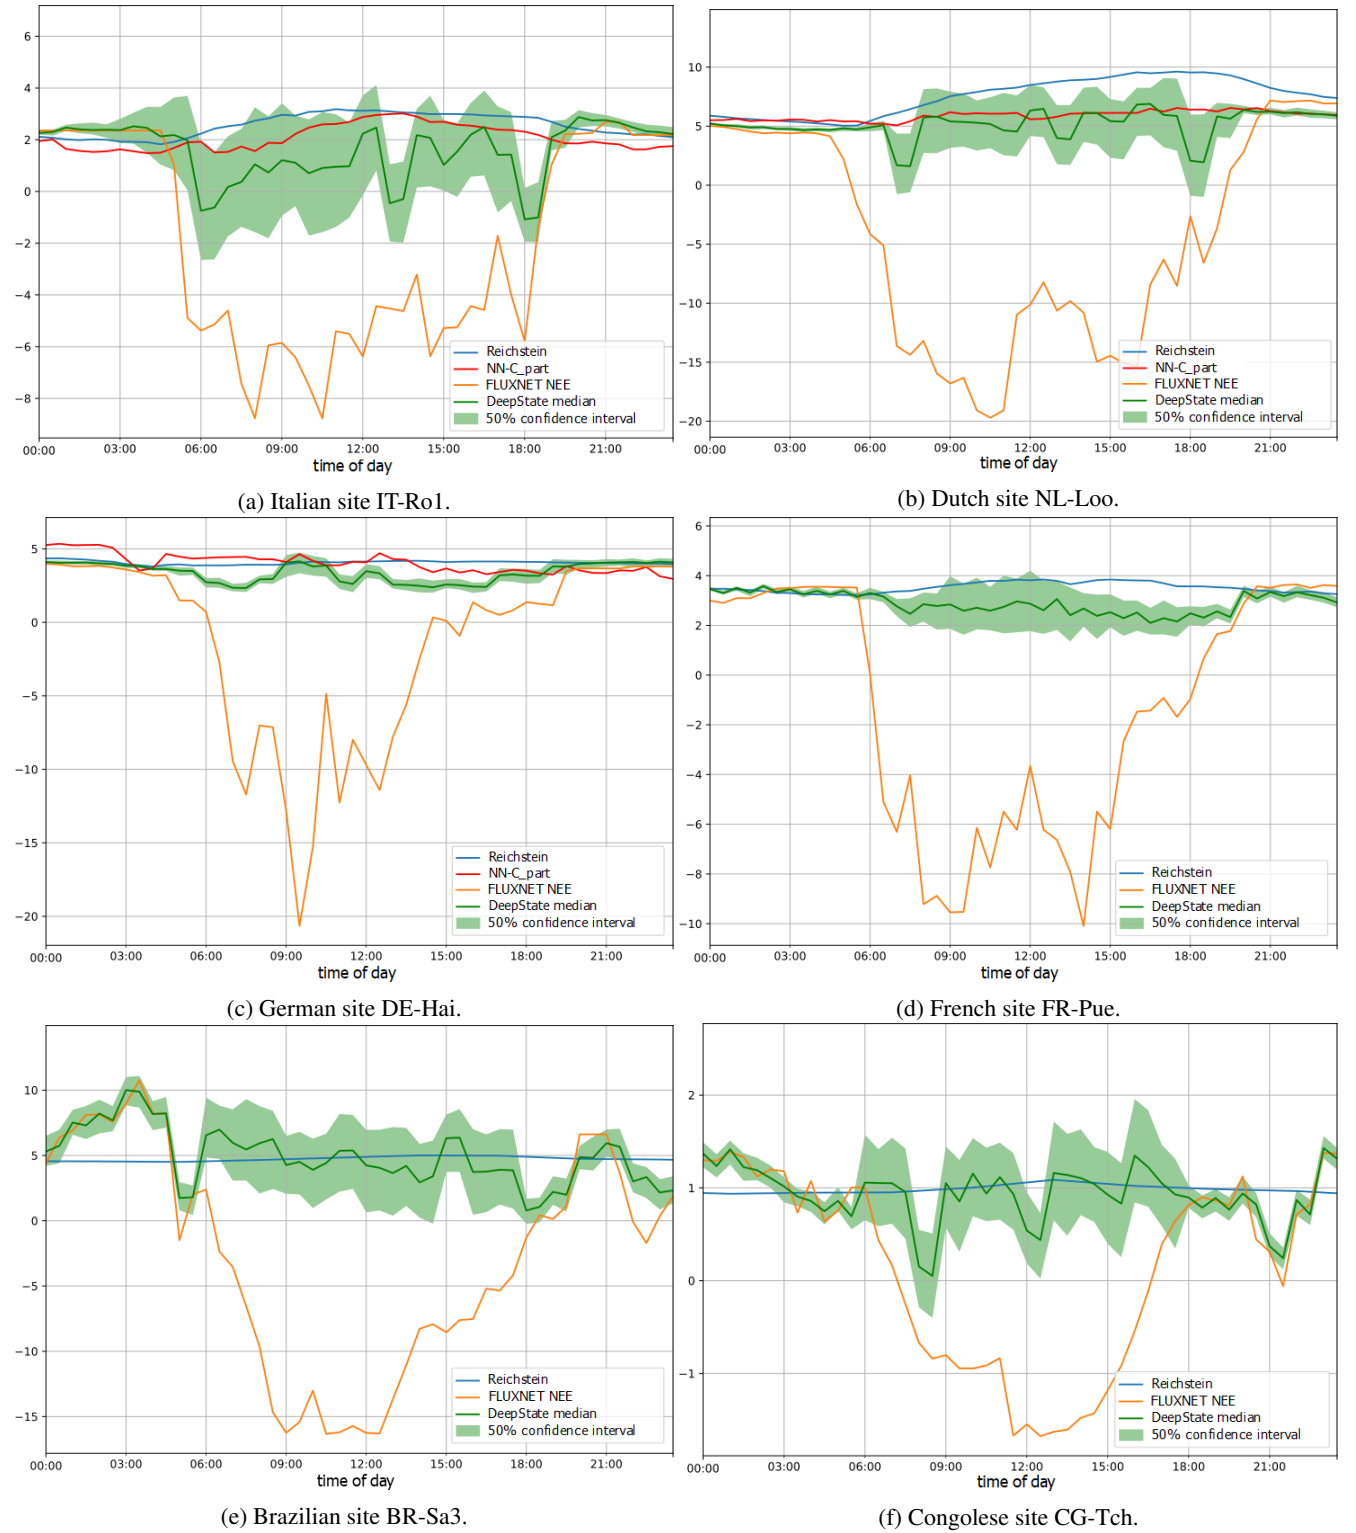 6
4
2
0
−2
−4
−6
−8
00:00 03:00 06:00 09:00 12:00 15:00 18:00 21:00
time of day
Reichstein
NN-C_part
FLUXNET NEE
DeepState median
50% confidence interval
(a) Italian site IT-Ro1.
10
5
0
−5
−10
−15
−20
00:00 03:00 06:00 09:00 12:00 15:00 18:00 21:00
time of day
Reichstein
NN-C_part
FLUXNET NEE
DeepState median
50% confidence interval
(b) Dutch site NL-Loo.
5
0
−5
−10
−15
−20
00:00 03:00 06:00 09:00 12:00 15:00 18:00 21:00
time of day
Reichstein
NN-C_part
FLUXNET NEE
DeepState median
50% confidence interval
(c) German site DE-Hai.
6
4
2
0
−2
−4
−6
−8
−10
00:00 03:00 06:00 09:00 12:00 15:00 18:00 21:00
time of day
Reichstein
FLUXNET NEE
DeepState median
50% confidence interval
(d) French site FR-Pue.
10
5
0
−5
−10
−15
00:00 03:00 06:00 09:00 12:00 15:00 18:00 21:00
time of day
Reichstein
FLUXNET NEE
DeepState median
50% confidence interval
(e) Brazilian site BR-Sa3.
2
1
0
−1
00:00 03:00 06:00 09:00 12:00 15:00 18:00 21:00
time of day
Reichstein
FLUXNET NEE
DeepState median
50% confidence interval
(f) Congolese site CG-Tch.